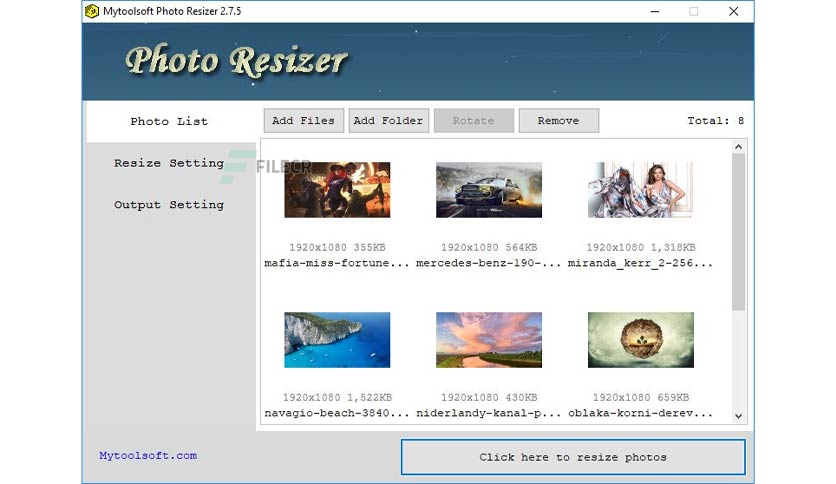 Mytoolsoft Photo Resizer 2.7.5
Photo Resizer
Photo List
Add Files
Add Folder
Rotate
Remove
Total: 8
Resize Setting
Output Setting
FILECR
1920x1080 355KB
1920x1080 564KB
1920x1080 1,318KB
mafia-miss-fortune...
mercedes-benz-190-...
miranda_kerr_2-256...
1920x1080 1,522KB
1920x1080 430KB
1920x1080 659KB
navagio-beach-3840...
niderlandy-kanal-p...
oblaka-korni-derev...
Mytoolsoft.com
Click here to resize photos